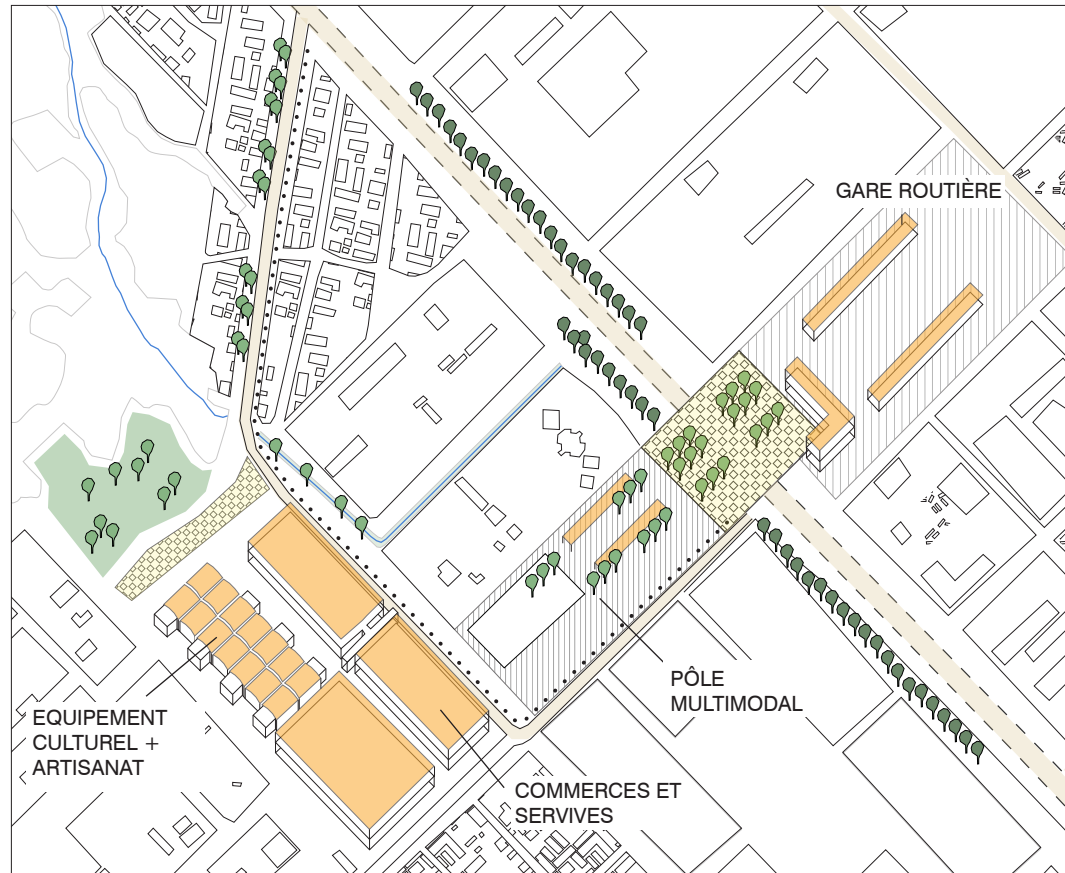 GARE ROUTIÈRE
PÔLE
MULTIMODAL
EQUIPEMENT
CULTUREL +
ARTISANAT
COMMERCES ET
SERVIVES